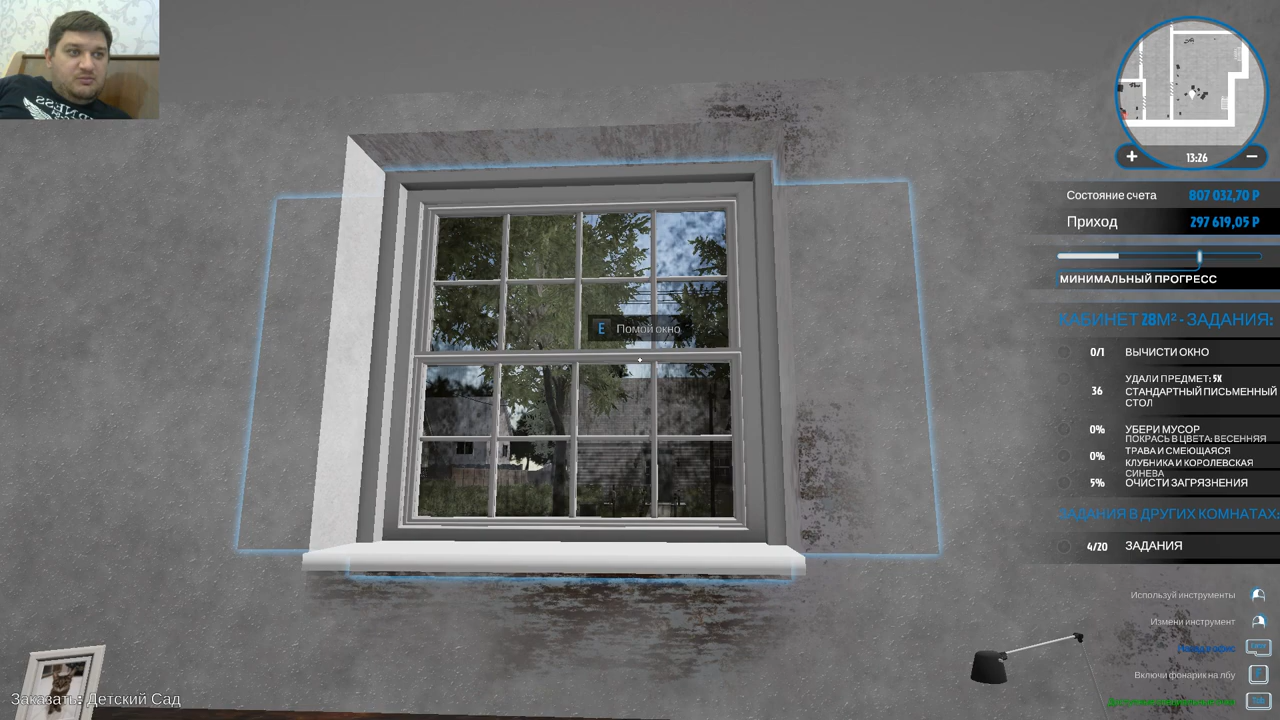 13:26
Состояние счета 807 032,70 Р
Приход 297 619,05 Р
МИНИМАЛЬНЫЙ ПРОГРЕСС
КАБИНЕТ 28М² - ЗАДАНИЯ:
0/1 ВЫЧИСТИ ОКНО
E Помой окно
36 УДАЛИ ПРЕДМЕТ: 5X
СТАНДАРТНЫЙ ПИСЬМЕННЫЙ
СТОЛ
0% УБЕРИ МУСОР
0% ПОКРАСЬ В ЦВЕТА: ВЕСЕННЯЯ
ТРАВА И СМЕЮЩАЯСЯ
КЛУБНИКА И КОРОЛЕВСКАЯ
СИНЕВА
5% ОЧИСТИ ЗАГРЯЗНЕНИЯ
ЗАДАНИЯ В ДРУГИХ КОМНАТАХ:
4/20 ЗАДАНИЯ
Используй инструменты
Измени инструмент
офис
Включи фонарик на лбу
Заказать: Детский Сад